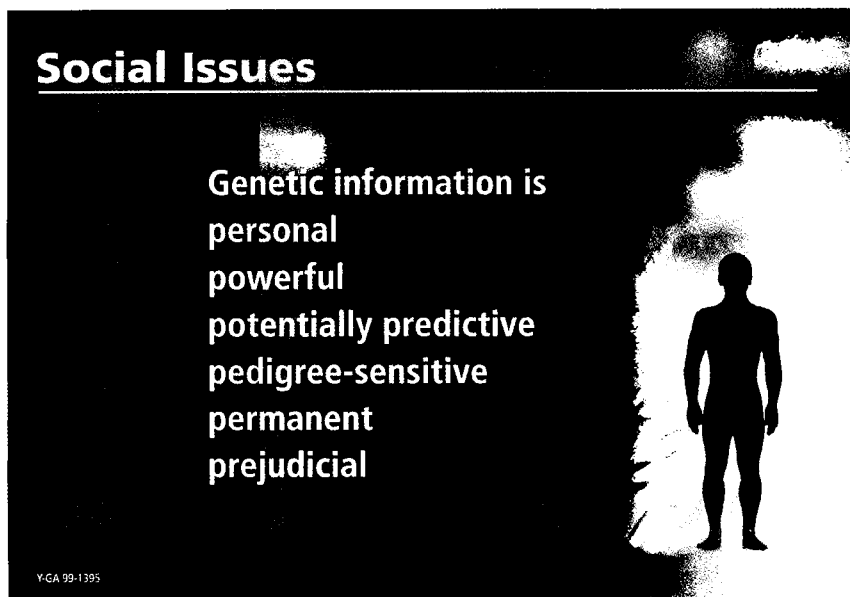 Social Issues
Genetic information is
personal
powerful
potentially predictive
pedigree-sensitive
permanent
prejudicial
Y-GA 99-1395